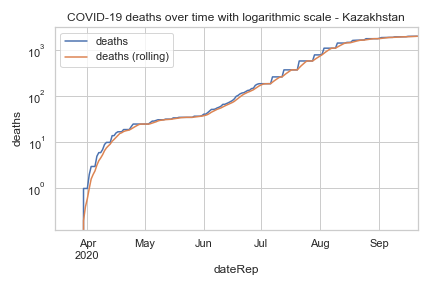 COVID-19 deaths over time with logarithmic scale - Kazakhstan
deaths
deaths (rolling)
deaths
10³
10²
10¹
10⁰
Apr
2020
May
Jun
Jul
Aug
Sep
dateRep